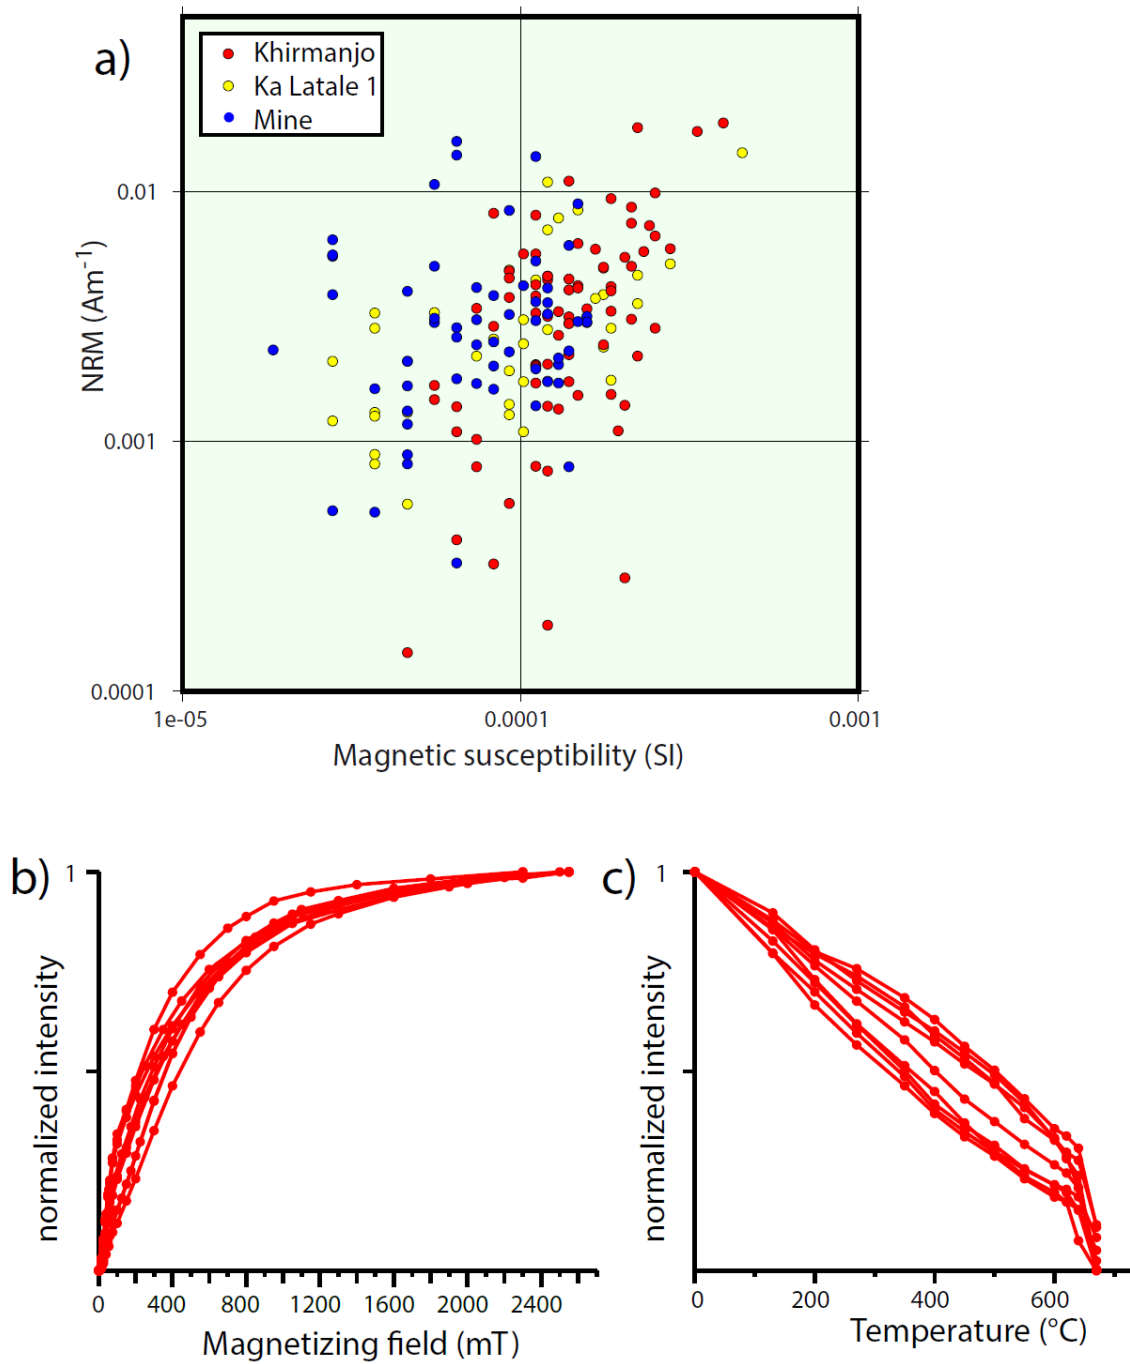 a)
Khirmanjo
Ka Latale 1
Mine
0.01
0.001
0.0001
NRM (Am⁻¹)
1e-05
0.0001
0.001
Magnetic susceptibility (SI)
b)
1
normalized intensity
0
400
800
1200
1600
2000
2400
Magnetizing field (mT)
c)
1
normalized intensity
0
200
400
600
Temperature (°C)